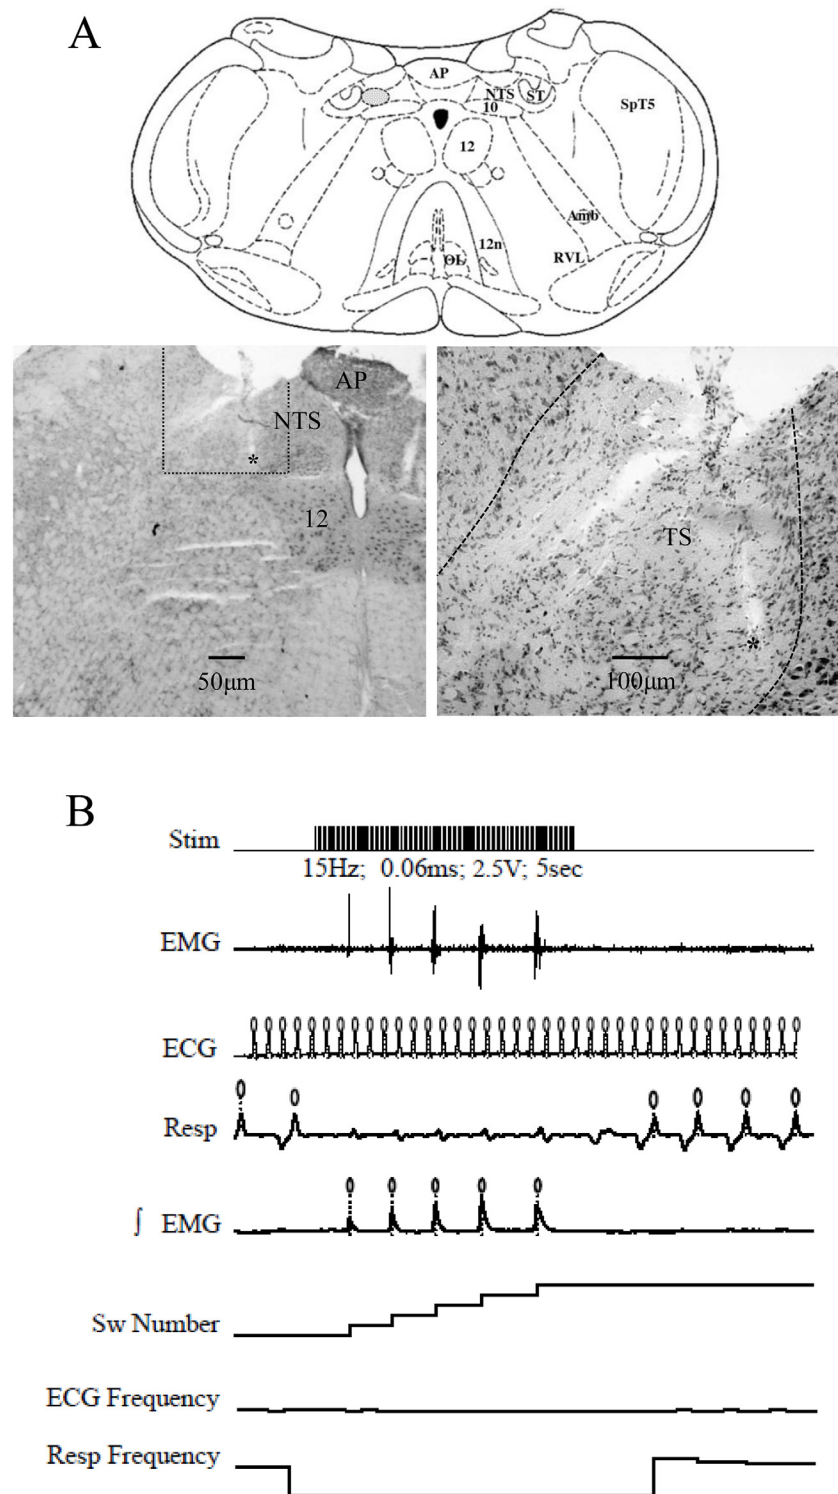 A
AP
NTS
ST
10
SpT5
12
Amb
12n
OL
RVL
AP
NTS
*
12
50μm
TS
*
100μm
B
Stim
15Hz; 0.06ms; 2.5V; 5sec
EMG
ECG
Resp
∫ EMG
Sw Number
ECG Frequency
Resp Frequency